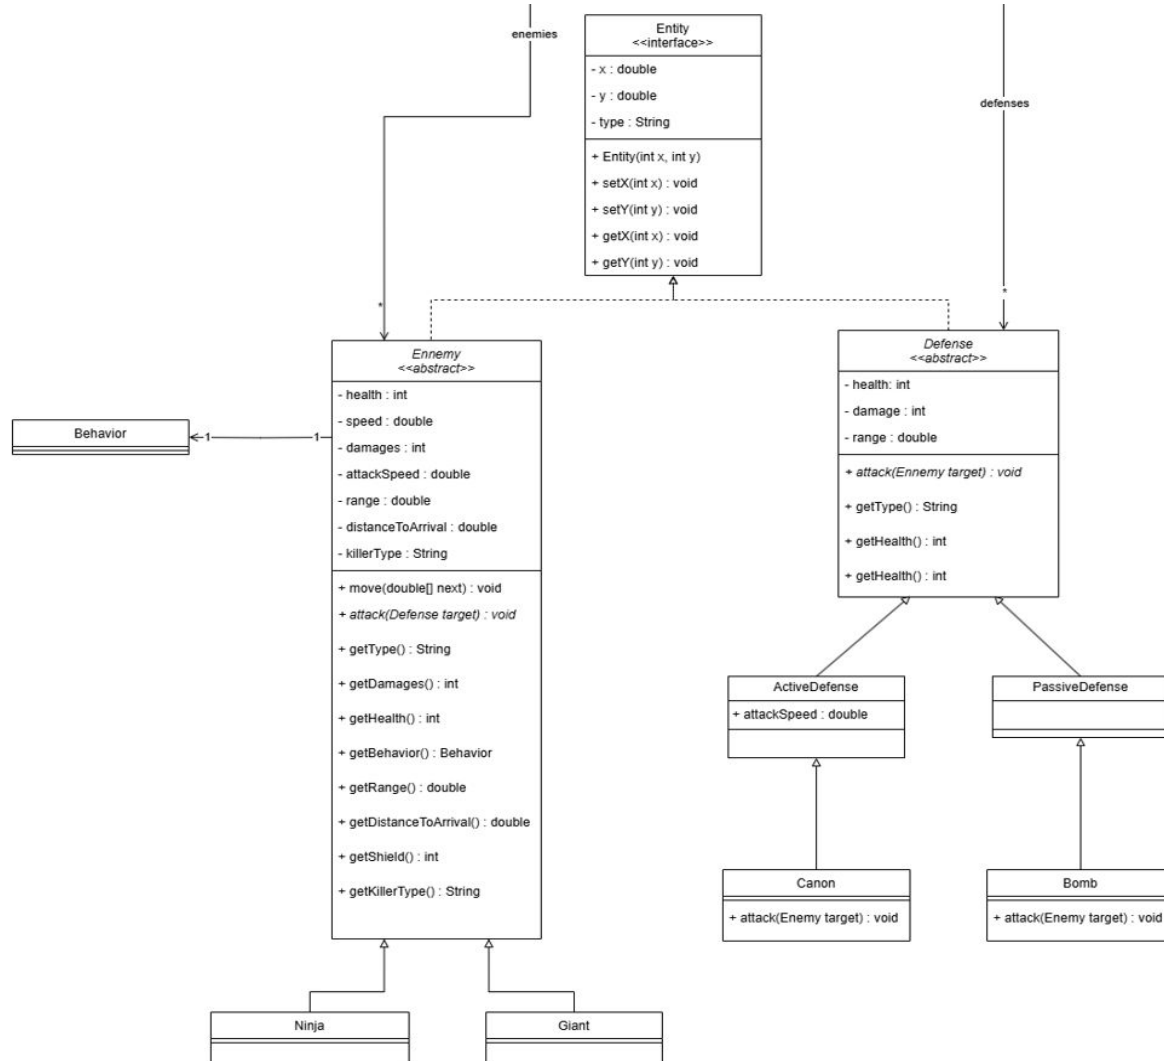 enemies
Entity
<<interface>>
- x : double
- y : double
- type : String
+ Entity(int x, int y)
+ setX(int x) : void
+ setY(int y) : void
+ getX(int x) : void
+ getY(int y) : void
defenses
*
*
Ennemy
<<abstract>>
- health : int
- speed : double
- damages : int
- attackSpeed : double
- range : double
- distanceToArrival : double
- killerType : String
+ move(double[] next) : void
+ attack(Defense target) : void
+ getType() : String
+ getDamages() : int
+ getHealth() : int
+ getBehavior() : Behavior
+ getRange() : double
+ getDistanceToArrival() : double
+ getShield() : int
+ getKillerType() : String
Behavior
1
1
Defense
<<abstract>>
- health: int
- damage : int
- range : double
+ attack(Ennemy target) : void
+ getType() : String
+ getHealth() : int
+ getHealth() : int
ActiveDefense
+ attackSpeed : double
PassiveDefense
Canon
+ attack(Enemy target) : void
Bomb
+ attack(Enemy target) : void
Ninja
Giant